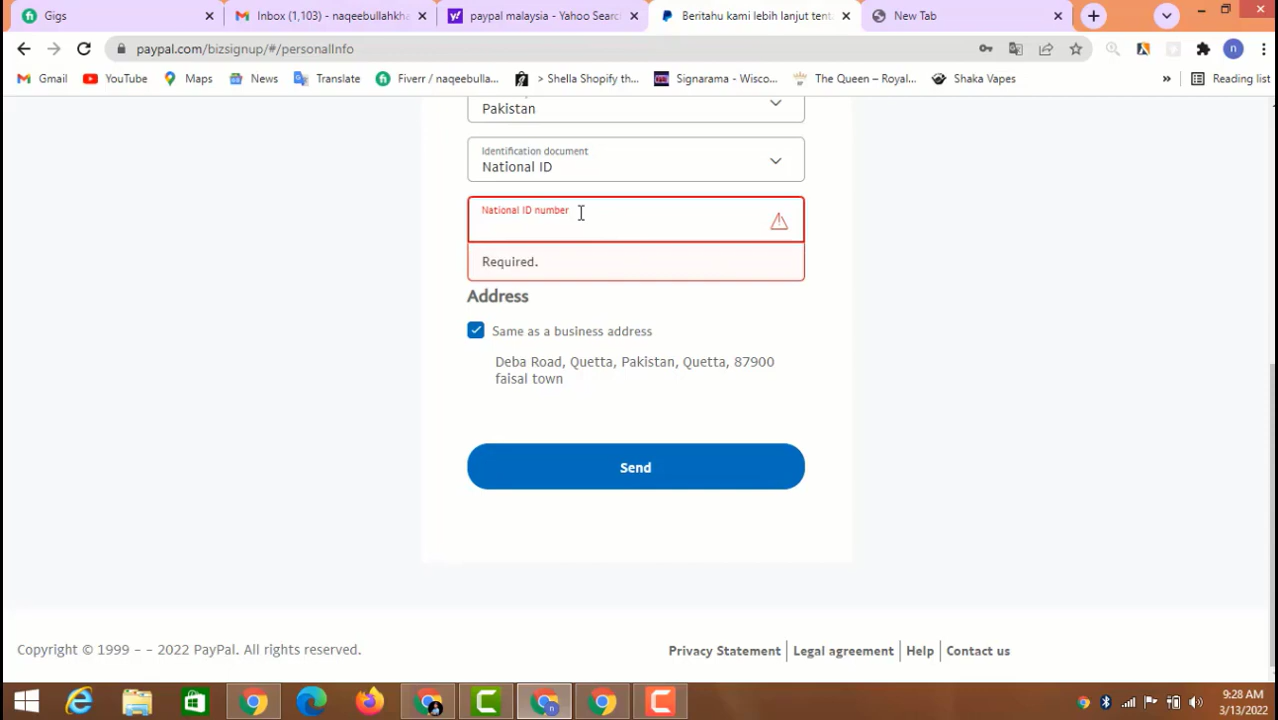 Gigs
Inbox (1,103) - naqeebullahkha
paypal malaysia - Yahoo Searc
Beritahu kami lebih lanjut tent
New Tab
paypal.com/bizsignup/#/personalInfo
n
Gmail
YouTube
Maps
News
Translate
Fiverr / naqeebulla...
> Shella Shopify th...
Signarama - Wisco...
The Queen – Royal...
Shaka Vapes
»
Reading list
Pakistan
Identification document
National ID
National ID number
Required.
Address
Same as a business address
Deba Road, Quetta, Pakistan, Quetta, 87900
faisal town
Send
Copyright © 1999 – – 2022 PayPal. All rights reserved.
Privacy Statement
Legal agreement
Help
Contact us
9:28 AM
3/13/2022